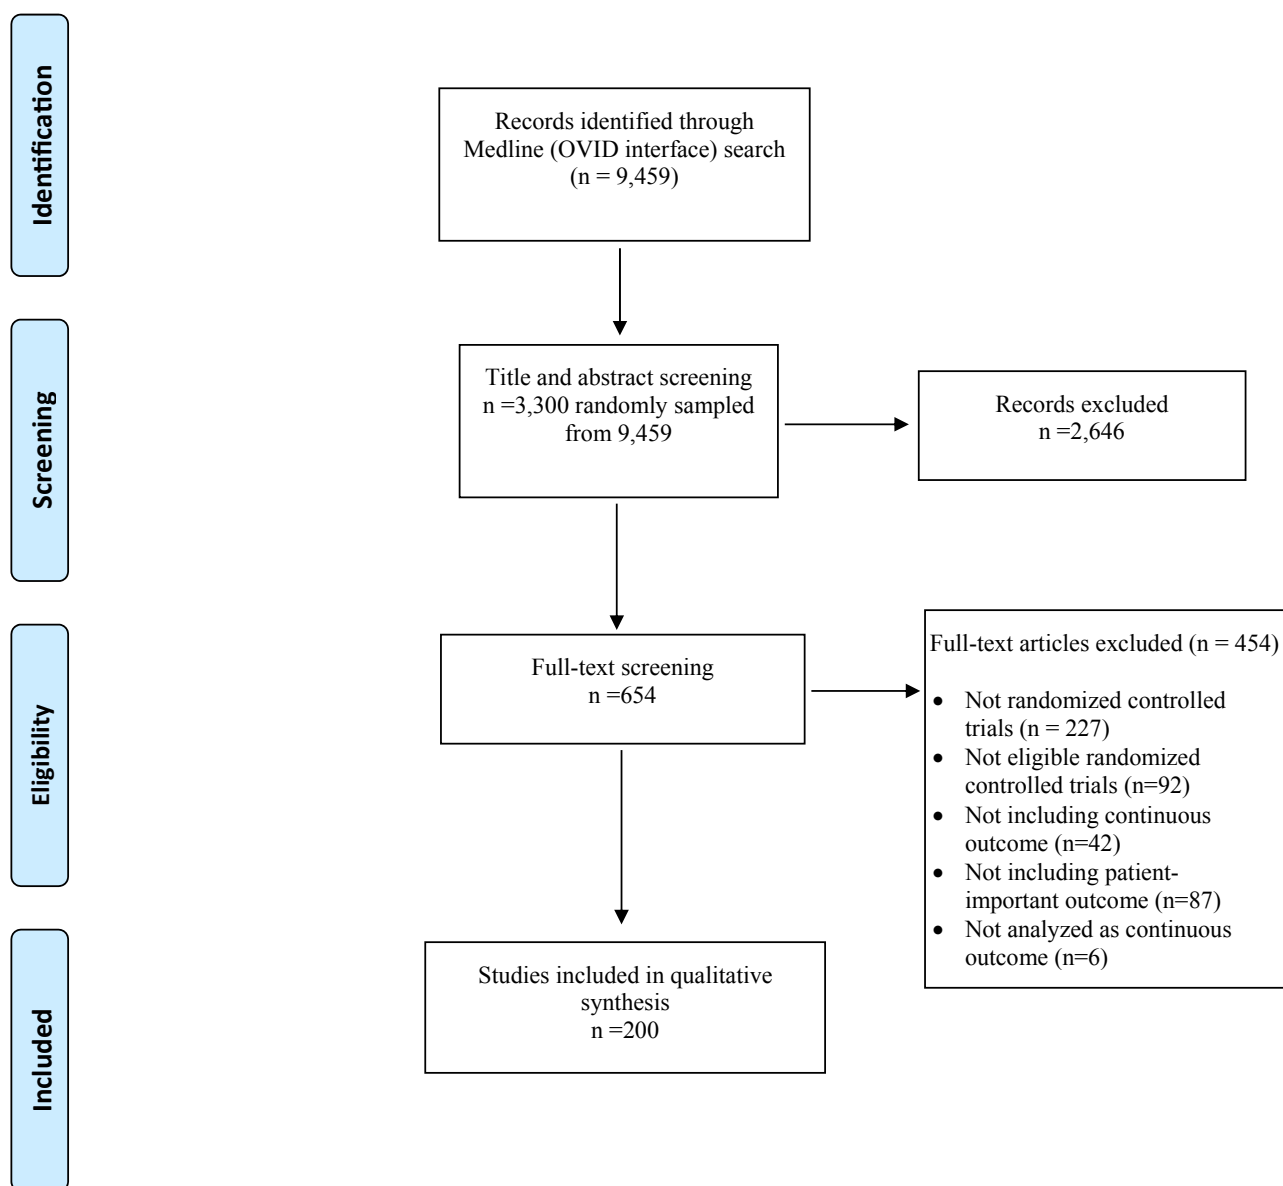 Identification
Records identified through
Medline (OVID interface) search
(n = 9,459)
Screening
Title and abstract screening
n =3,300 randomly sampled
from 9,459
Records excluded
n =2,646
Eligibility
Full-text screening
n =654
Full-text articles excluded (n = 454)
• Not randomized controlled
trials (n = 227)
• Not eligible randomized
controlled trials (n=92)
• Not including continuous
outcome (n=42)
• Not including patient-
important outcome (n=87)
• Not analyzed as continuous
outcome (n=6)
Included
Studies included in qualitative
synthesis
n =200